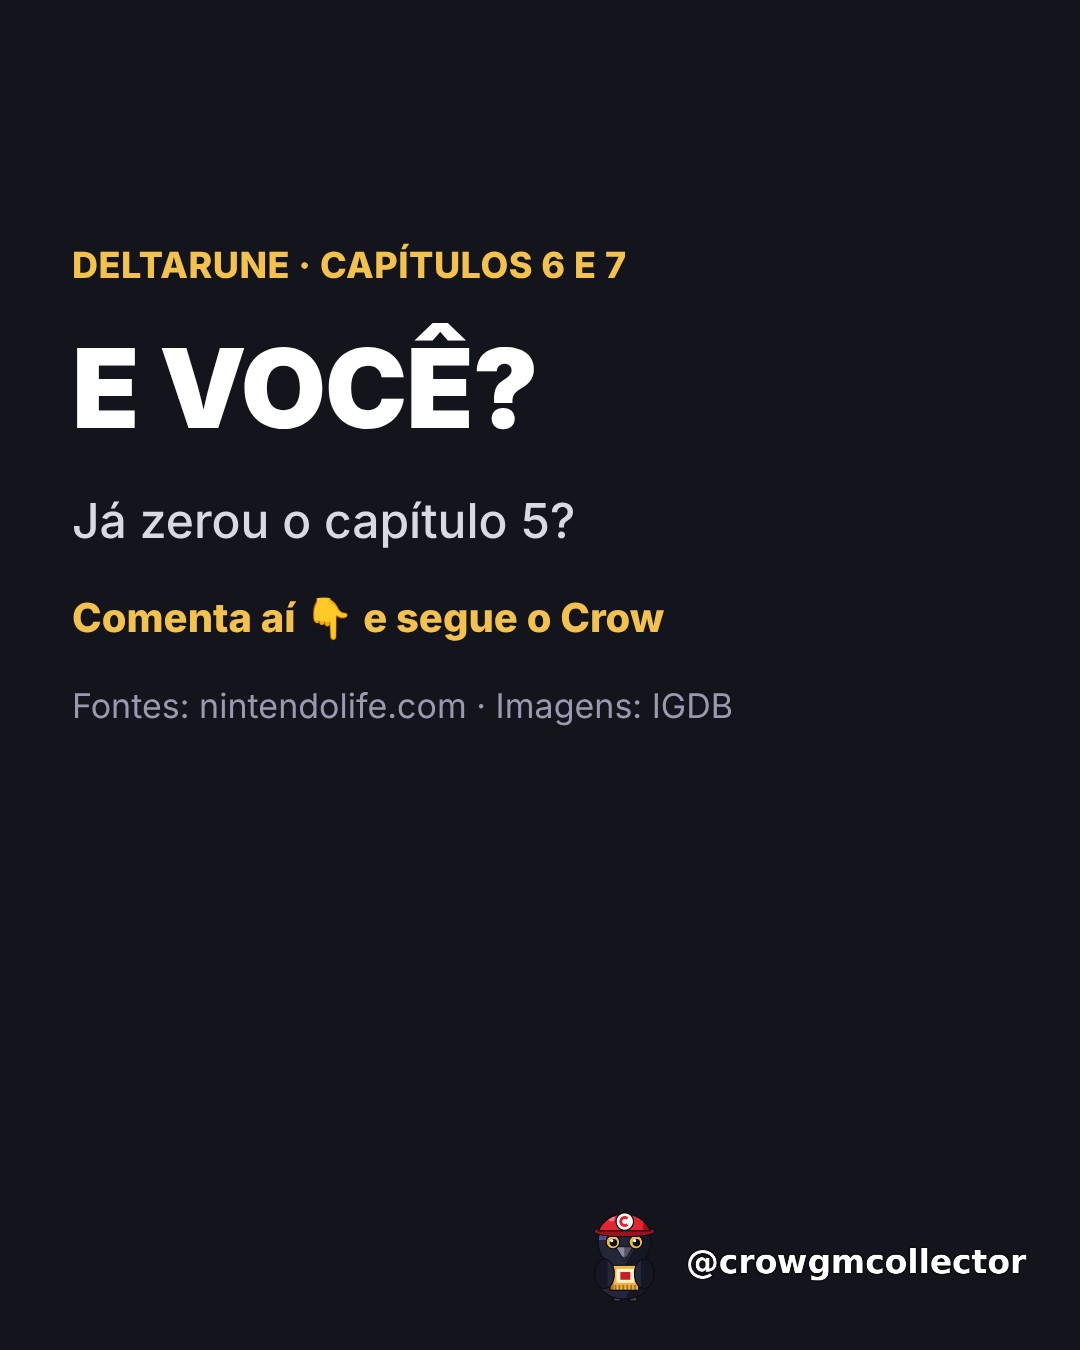 DELTARUNE · CAPÍTULOS 6 E 7
E VOCÊ?
Já zerou o capítulo 5?
Comenta aí 👇 e segue o Crow
Fontes: nintendolife.com · Imagens: IGDB
C
@crowgmcollector